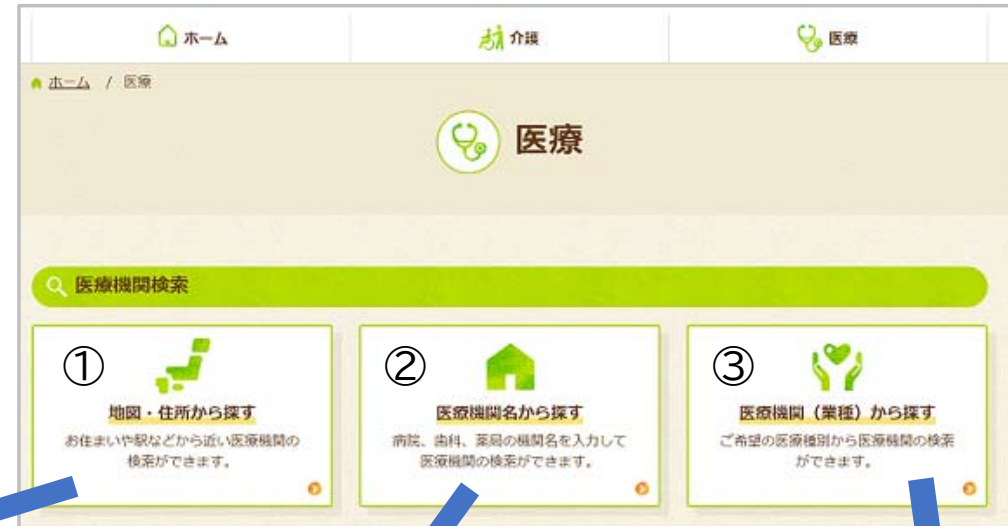 ホーム
介護
医療
ホーム / 医療
医療
医療機関検索
①
地図・住所から探す
お住まいや駅などから近い医療機関の
検索ができます。
②
医療機関名から探す
病院、歯科、薬局の機関名を入力して
医療機関の検索ができます。
③
医療機関（業種）から探す
ご希望の医療種別から医療機関の検索
ができます。